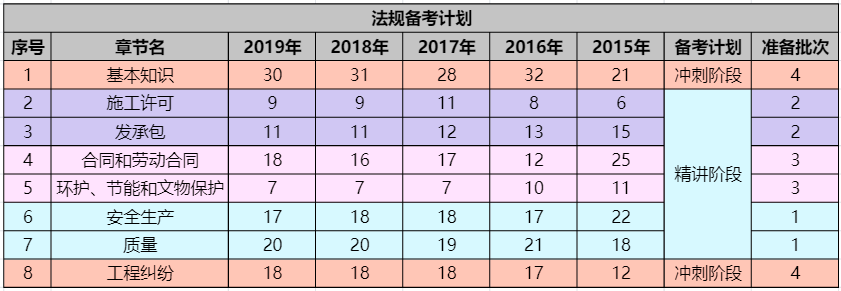 法规备考计划
序号 章节名 2019年 2018年 2017年 2016年 2015年 备考计划 准备批次
1 基本知识 30 31 28 32 21 冲刺阶段 4
2 施工许可 9 9 11 8 6 2
3 发承包 11 11 12 13 15 2
4 合同和劳动合同 18 16 17 12 25 3
精讲阶段
5 环护、节能和文物保护 7 7 7 10 11 3
6 安全生产 17 18 18 17 22 1
7 质量 20 20 19 21 18 1
8 工程纠纷 18 18 18 17 12 冲刺阶段 4